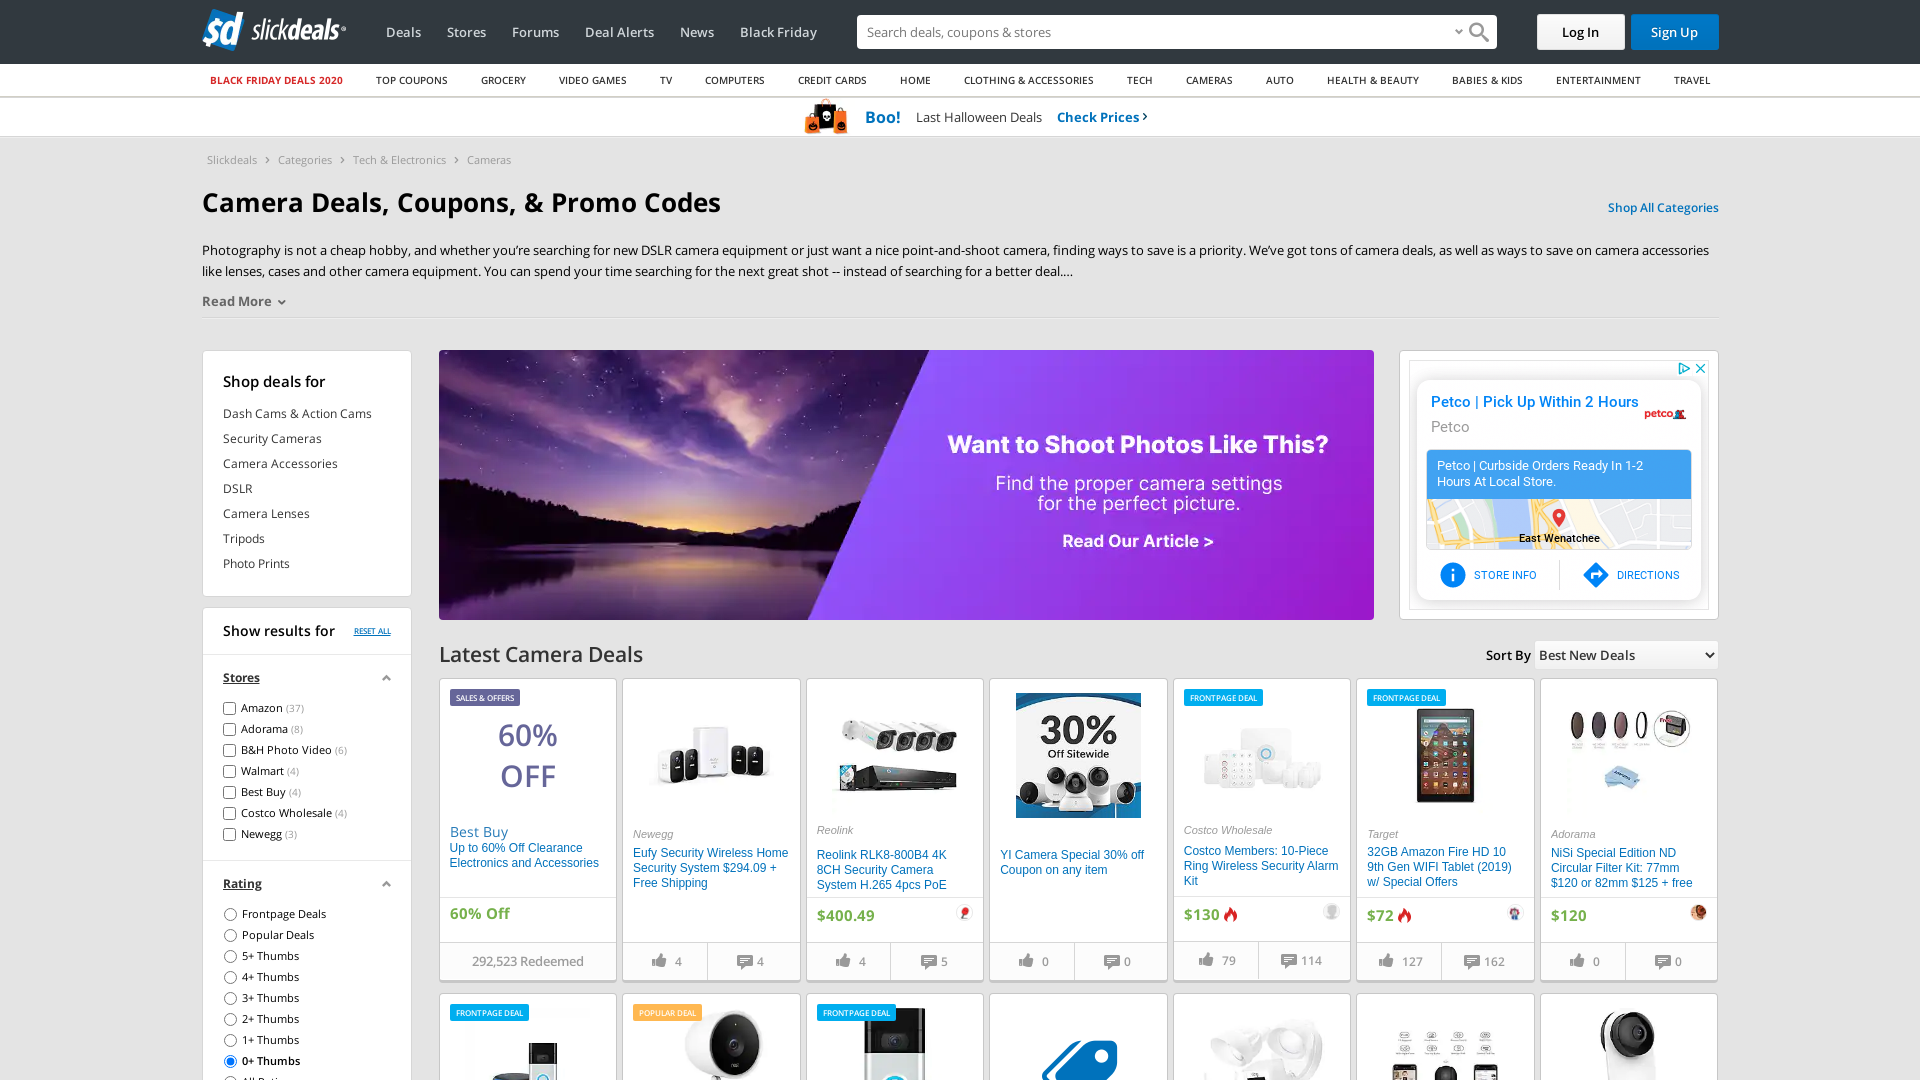 sd slickdeals
Deals Stores Forums Deal Alerts News Black Friday
Search deals, coupons & stores
Log In
Sign Up
BLACK FRIDAY DEALS 2020 TOP COUPONS GROCERY VIDEO GAMES TV COMPUTERS CREDIT CARDS HOME CLOTHING & ACCESSORIES TECH CAMERAS AUTO HEALTH & BEAUTY BABIES & KIDS ENTERTAINMENT TRAVEL
Boo! Last Halloween Deals Check Prices
Slickdeals > Categories > Tech & Electronics > Cameras
Camera Deals, Coupons, & Promo Codes
Shop All Categories
Photography is not a cheap hobby, and whether you’re searching for new DSLR camera equipment or just want a nice point-and-shoot camera, finding ways to save is a priority. We’ve got tons of camera deals, as well as ways to save on camera accessories
like lenses, cases and other camera equipment. You can spend your time searching for the next great shot -- instead of searching for a better deal.…
Read More
Shop deals for
Dash Cams & Action Cams
Security Cameras
Camera Accessories
DSLR
Camera Lenses
Tripods
Photo Prints
Show results for RESET ALL
Stores
Amazon (37)
Adorama (8)
B&H Photo Video (6)
Walmart (4)
Best Buy (4)
Costco Wholesale (4)
Newegg (3)
Rating
Frontpage Deals
Popular Deals
5+ Thumbs
4+ Thumbs
3+ Thumbs
2+ Thumbs
1+ Thumbs
0+ Thumbs
Want to Shoot Photos Like This?
Find the proper camera settings
for the perfect picture.
Read Our Article >
Petco | Pick Up Within 2 Hours
petco
Petco
Petco | Curbside Orders Ready In 1-2
Hours At Local Store.
East Wenatchee
STORE INFO
DIRECTIONS
Latest Camera Deals
Sort By Best New Deals
SALES & OFFERS
60%
OFF
Best Buy
Up to 60% Off Clearance
Electronics and Accessories
60% Off
292,523 Redeemed
Newegg
Eufy Security Wireless Home
Security System $294.09 +
Free Shipping
4
4
Reolink
Reolink RLK8-800B4 4K
8CH Security Camera
System H.265 4pcs PoE
$400.49
4
5
30%
Off Sitewide
YI Camera Special 30% off
Coupon on any item
0
0
FRONTPAGE DEAL
Costco Wholesale
Costco Members: 10-Piece
Ring Wireless Security Alarm
Kit
$130
79
114
FRONTPAGE DEAL
Target
32GB Amazon Fire HD 10
9th Gen WIFI Tablet (2019)
w/ Special Offers
$72
127
162
Adorama
NiSi Special Edition ND
Circular Filter Kit: 77mm
$120 or 82mm $125 + free
$120
0
0
FRONTPAGE DEAL
POPULAR DEAL
FRONTPAGE DEAL